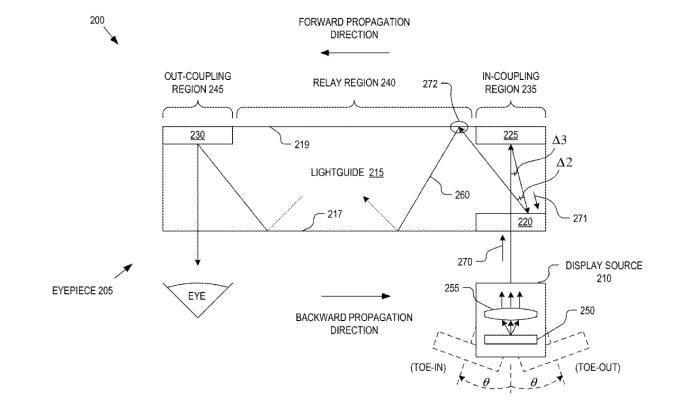 200
FORWARD PROPAGATION
DIRECTION
OUT-COUPLING
REGION 245
RELAY REGION 240
272
IN-COUPLING
REGION 235
230
219
225
Δ3
Δ2
LIGHTGUIDE 215
260
217
220
271
270
EYEPIECE 205
EYE
DISPLAY SOURCE
210
255
250
BACKWARD PROPAGATION
DIRECTION
(TOE-IN)
(TOE-OUT)
θ
θ